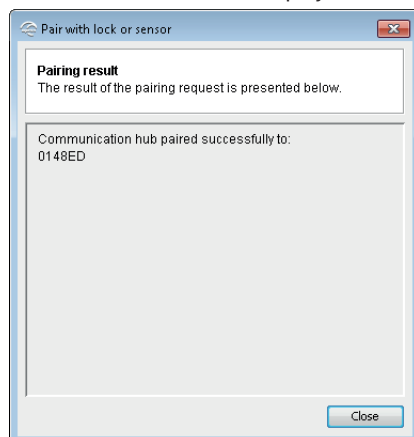 Pair with lock or sensor
Pairing result
The result of the pairing request is presented below.
Communication hub paired successfully to:
0148ED
Close